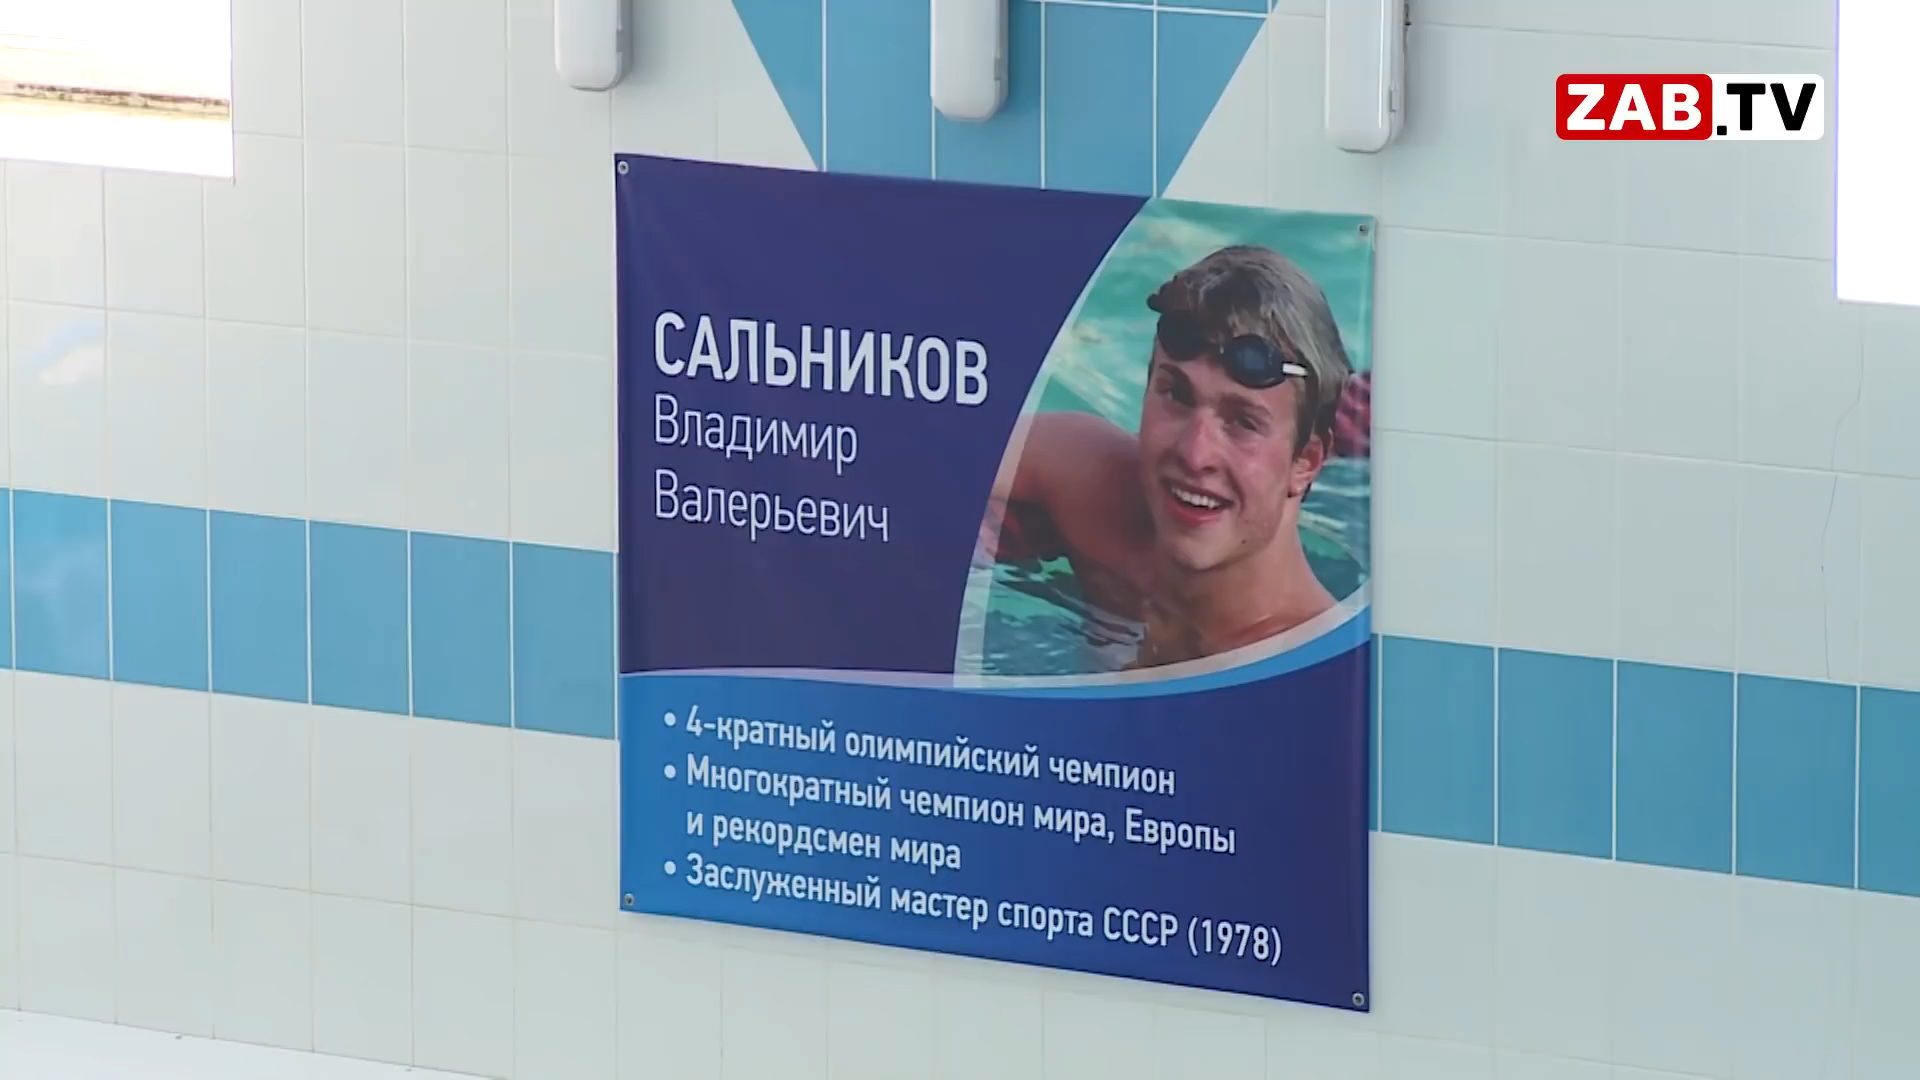 ZAB.TV
САЛЬНИКОВ
Владимир
Валерьевич
• 4-кратный олимпийский чемпион
• Многократный чемпион мира, Европы
и рекордсмен мира
• Заслуженный мастер спорта СССР (1978)